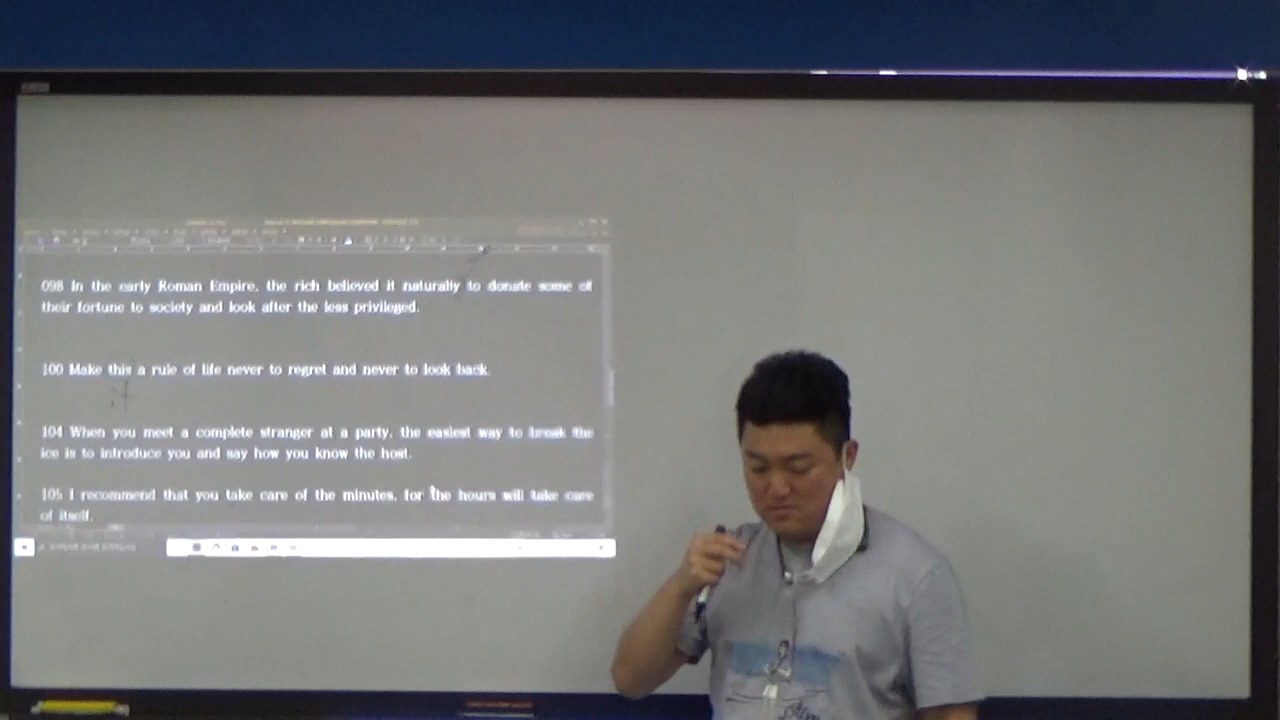 098 In the early Roman Empire, the rich believed it naturally to donate some of
their fortune to society and look after the less privileged.
100 Make this a rule of life never to regret and never to look back.
104 When you meet a complete stranger at a party, the easiest way to break the
ice is to introduce you and say how you know the host.
105 I recommend that you take care of the minutes, for the hours will take care
of itself.